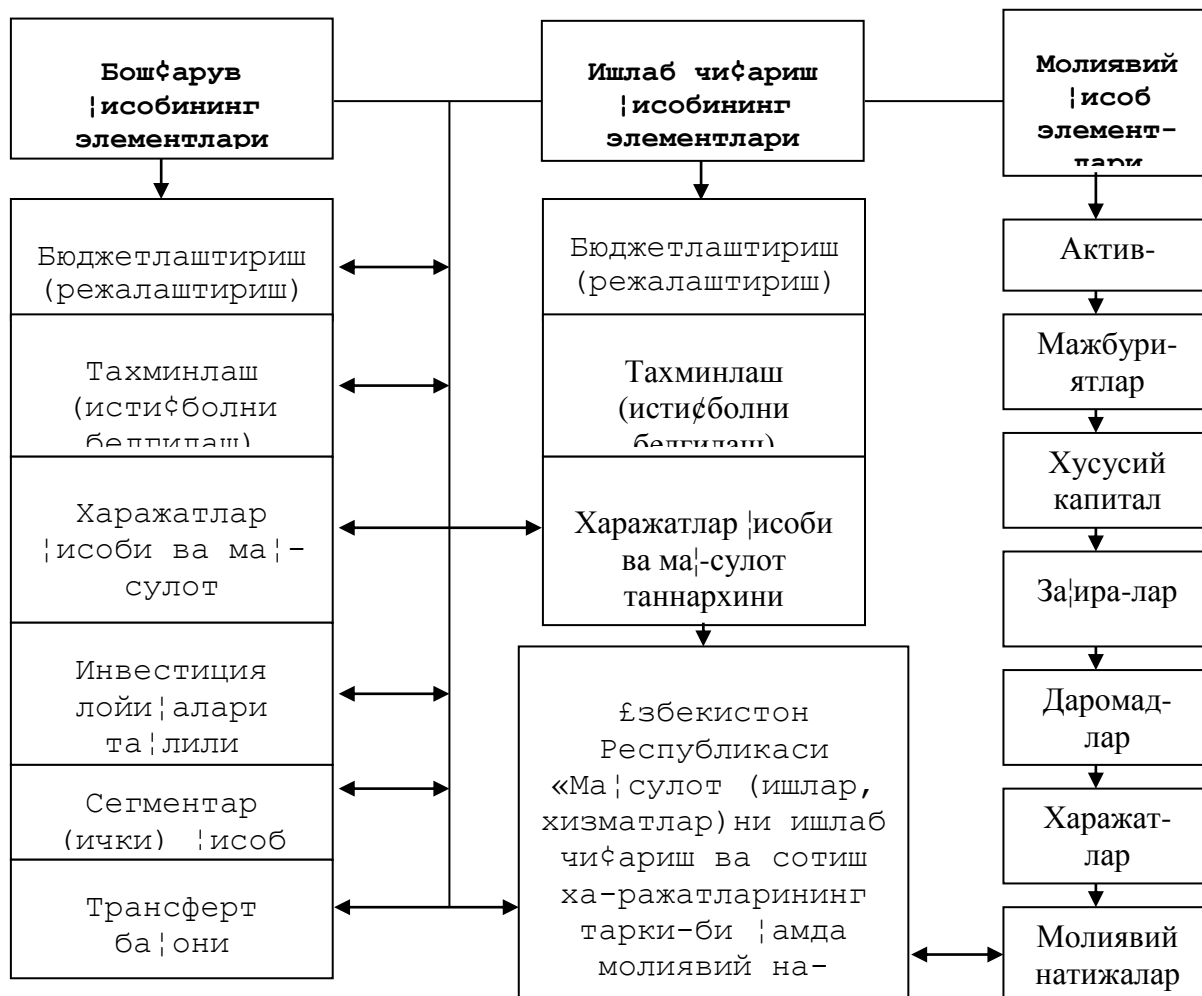 Бош¢арув
¦исобининг
элементлари
Ишлаб чи¢ариш
¦исобининг
элементлари
Молиявий
¦исоб
элемент-
лари
Бюджетлаштириш
(режалаштириш)
Тахминлаш
(исти¢болни
белгилаш)
Харажатлар
¦исоби ва ма¦-
сулот
Инвестиция
лойи¦алари
та¦лили
Сегментар
(ички) ¦исоб
Трансферт
ба¦они
Бюджетлаштириш
(режалаштириш)
Тахминлаш
(исти¢болни
белгилаш)
Харажатлар ¦исоби
ва ма¦-сулот
таннархини
£збекистон
Республикаси
«Ма¦сулот (ишлар,
хизматлар)ни ишлаб
чи¢ариш ва сотиш
ха-ражатларининг
тарки-би ¦амда
молиявий на-
Актив-
Мажбури-
ятлар
Хусусий
капитал
За¦ира-лар
Даромад-
лар
Харажат-
лар
Молиявий
натижалар